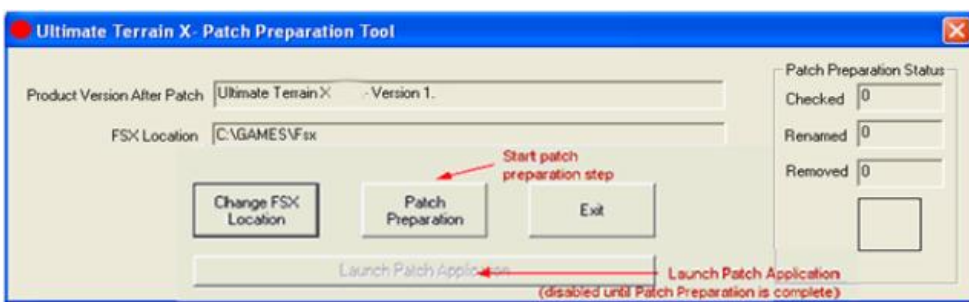 Ultimate Terrain X- Patch Preparation Tool
Patch Preparation Status
Product Version After Patch Ultimate Terrain X - Version 1.
Checked 0
FSX Location C:\GAMES\Fsx
Renamed 0
Start patch
preparation step
Removed 0
Change FSX
Location
Patch
Preparation
Exit
Launch Patch Application
Launch Patch Application
(disabled until Patch Preparation is complete)